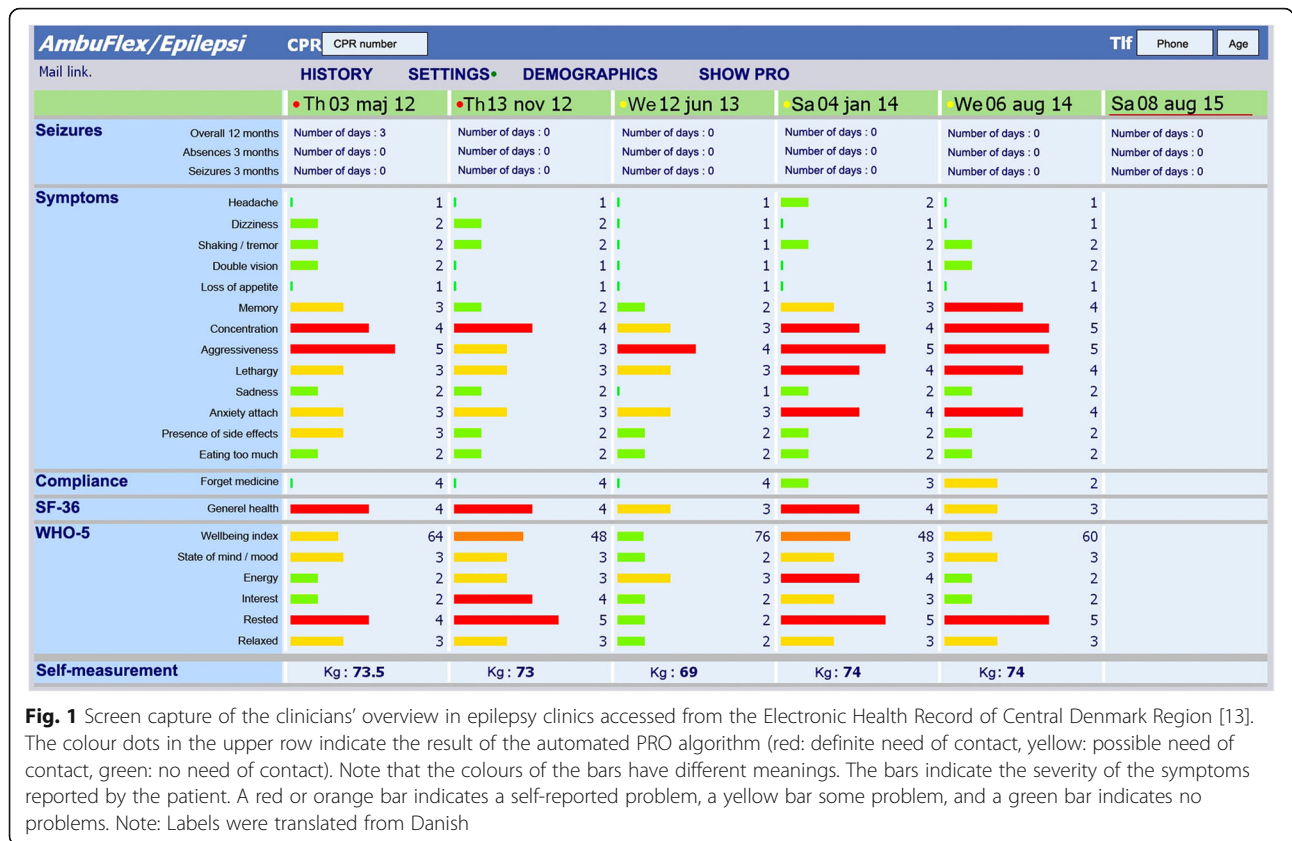 AmbuFlex/Epilepsi CPR CPR number Tlf Phone Age
Mail link. HISTORY SETTINGS• DEMOGRAPHICS SHOW PRO
Th 03 maj 12 Th 13 nov 12 We 12 jun 13 Sa 04 jan 14 We 06 aug 14 Sa 08 aug 15
Seizures Overall 12 months Number of days : 3 Number of days : 0 Number of days : 0 Number of days : 0 Number of days : 0 Number of days : 0
Absences 3 months Number of days : 0 Number of days : 0 Number of days : 0 Number of days : 0 Number of days : 0 Number of days : 0
Seizures 3 months Number of days : 0 Number of days : 0 Number of days : 0 Number of days : 0 Number of days : 0 Number of days : 0
Symptoms Headache 1 1 1 2 1
Dizziness 2 2 1 1 1
Shaking / tremor 2 2 1 2 2
Double vision 2 1 1 1 2
Loss of appetite 1 1 1 1 1
Memory 3 2 2 3 4
Concentration 4 4 3 4 5
Aggressiveness 5 3 4 5 5
Lethargy 3 3 3 4 4
Sadness 2 2 1 2 2
Anxiety attach 3 3 3 4 4
Presence of side effects 3 2 2 2 2
Eating too much 2 2 2 2 2
Compliance Forget medicine 4 4 4 3 2
SF-36 Generel health 4 4 3 4 3
WHO-5 Wellbeing index 64 48 76 48 60
State of mind / mood 3 3 2 3 3
Energy 2 3 3 4 2
Interest 2 4 2 3 2
Rested 4 5 2 5 5
Relaxed 3 3 2 3 3
Self-measurement Kg : 73.5 Kg : 73 Kg : 69 Kg : 74 Kg : 74
Fig. 1 Screen capture of the clinicians' overview in epilepsy clinics accessed from the Electronic Health Record of Central Denmark Region [13].
The colour dots in the upper row indicate the result of the automated PRO algorithm (red: definite need of contact, yellow: possible need of
contact, green: no need of contact). Note that the colours of the bars have different meanings. The bars indicate the severity of the symptoms
reported by the patient. A red or orange bar indicates a self-reported problem, a yellow bar some problem, and a green bar indicates no
problems. Note: Labels were translated from Danish